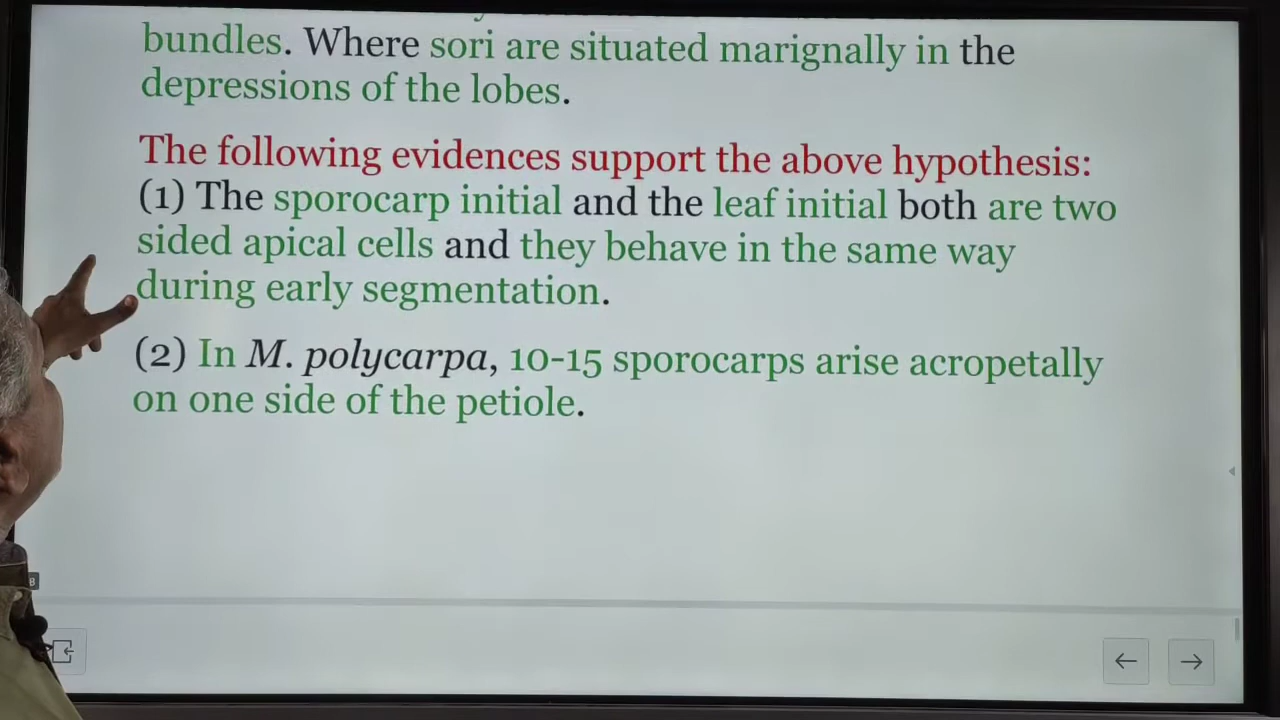 bundles. Where sori are situated marignally in the
depressions of the lobes.
The following evidences support the above hypothesis:
(1) The sporocarp initial and the leaf initial both are two
sided apical cells and they behave in the same way
during early segmentation.
(2) In M. polycarpa, 10-15 sporocarps arise acropetally
on one side of the petiole.